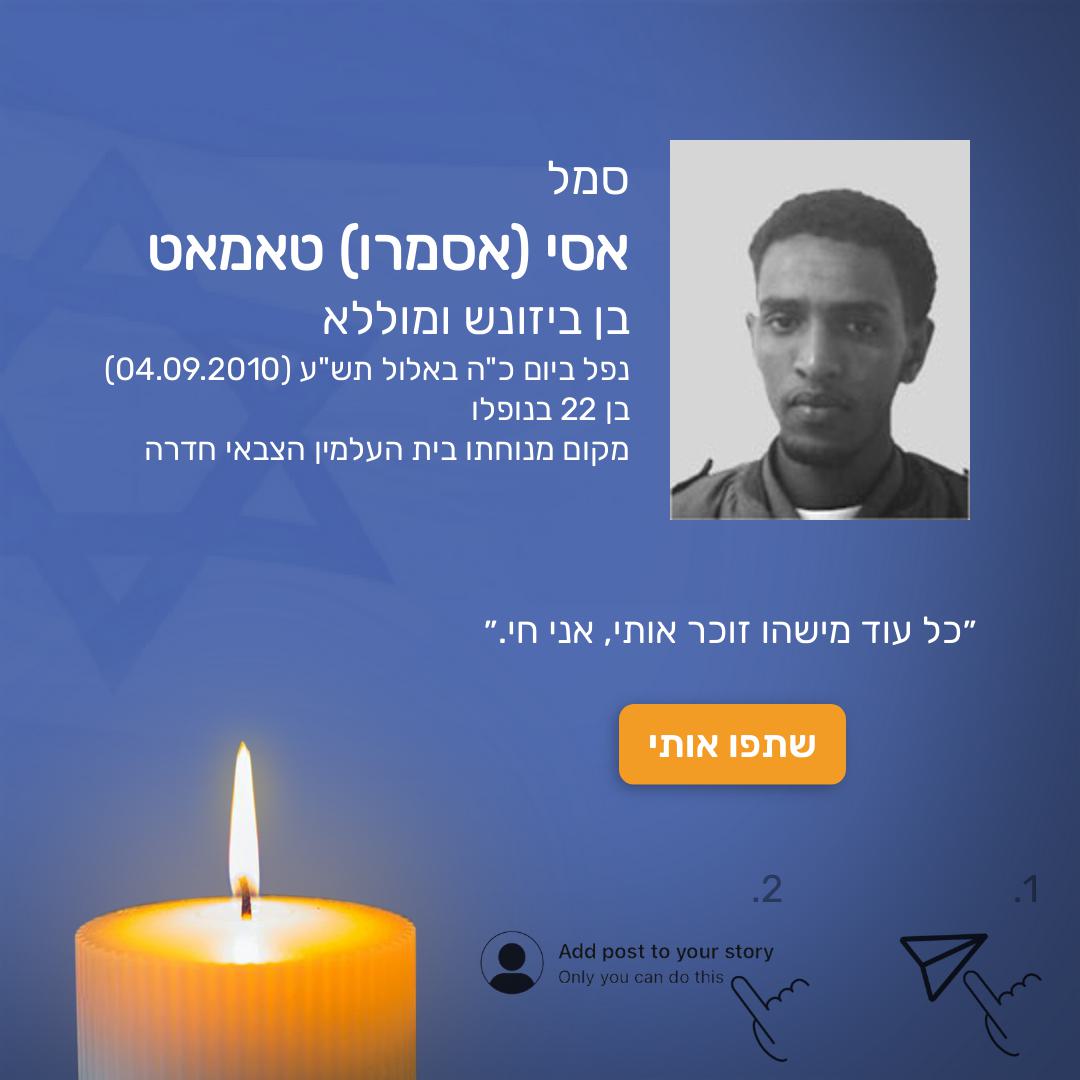 סמל
אסי (אסמרו) טאמאט
בן ביזונש ומוללא
נפל ביום כ"ה באלול תש"ע (04.09.2010)
בן 22 בנופלו
מקום מנוחתו בית העלמין הצבאי חדרה
״כל עוד מישהו זוכר אותי, אני חי.״
שתפו אותי
1.
2.
Add post to your story
Only you can do this